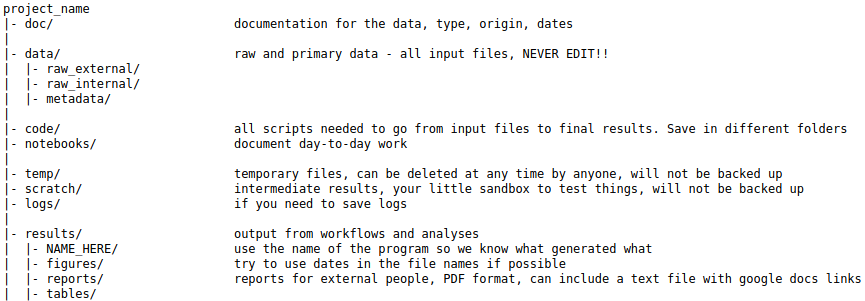 project_name
|- doc/                        documentation for the data, type, origin, dates
|
|- data/                       raw and primary data - all input files, NEVER EDIT!!
|  |- raw_external/
|  |- raw_internal/
|  |- metadata/
|
|- code/                       all scripts needed to go from input files to final results. Save in different folders
|- notebooks/                  document day-to-day work
|
|- temp/                       temporary files, can be deleted at any time by anyone, will not be backed up
|- scratch/                    intermediate results, your little sandbox to test things, will not be backed up
|- logs/                       if you need to save logs
|
|- results/                    output from workflows and analyses
|  |- NAME_HERE/               use the name of the program so we know what generated what
|  |- figures/                 try to use dates in the file names if possible
|  |- reports/                 reports for external people, PDF format, can include a text file with google docs links
|  |- tables/